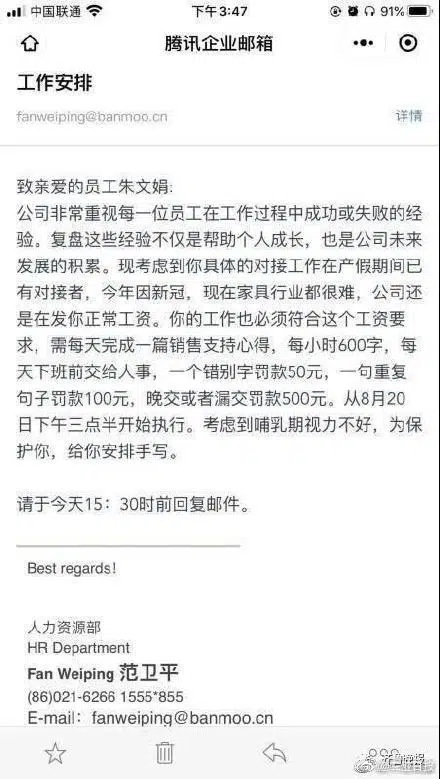 中国联通
下午3:47
91%
腾讯企业邮箱
工作安排
fanweiping@banmoo.cn
详情
致亲爱的员工朱文娟:
公司非常重视每一位员工在工作过程中成功或失败的经
验。复盘这些经验不仅是帮助个人成长，也是公司未来
发展的积累。现考虑到你具体的对接工作在产假期间已
有对接者，今年因新冠，现在家具行业都很难，公司还
是在发你正常工资。你的工作也必须符合这个工资要
求，需每天完成一篇销售支持心得，每小时600字，每
天下班前交给人事，一个错别字罚款50元，一句重复
句子罚款100元，晚交或者漏交罚款500元。从8月20
日下午三点半开始执行。考虑到哺乳期视力不好，为保
护你，给你安排手写。
请于今天15：30时前回复邮件。
Best regards!
人力资源部
HR Department
Fan Weiping 范卫平
(86)021-6266 1555*855
E-mail：fanweiping@banmoo.cn